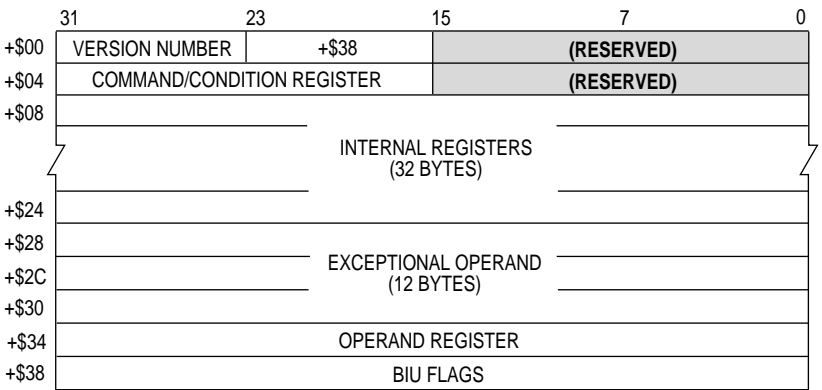 31 23 15 7 0
+$00 VERSION NUMBER +$38 (RESERVED)
+$04 COMMAND/CONDITION REGISTER (RESERVED)
+$08
INTERNAL REGISTERS
(32 BYTES)
+$24
+$28
EXCEPTIONAL OPERAND
+$2C (12 BYTES)
+$30
+$34 OPERAND REGISTER
+$38 BIU FLAGS